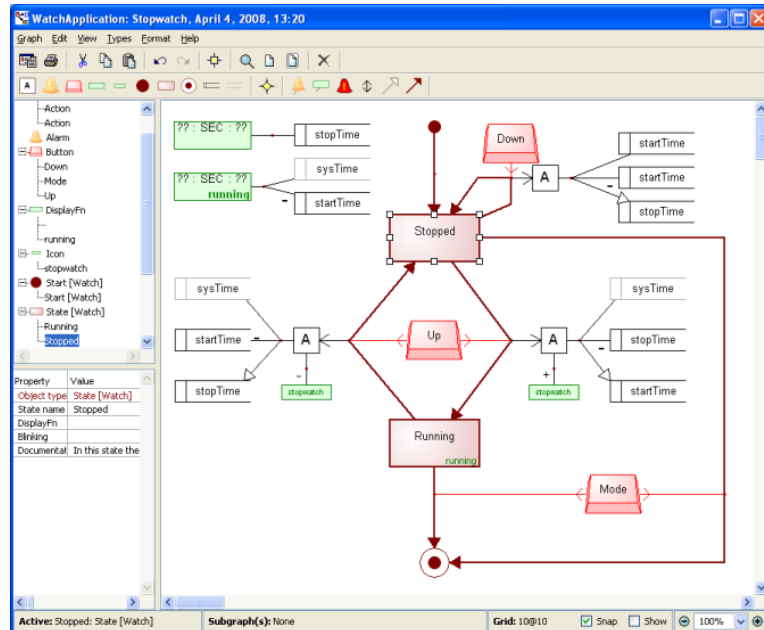 WatchApplication: Stopwatch, April 4, 2008, 13:20
Graph Edit View Types Format Help
A
Action
Action
Alarm
Button
Down
Mode
Up
DisplayFn
running
Icon
stopwatch
Start [Watch]
Start [Watch]
State [Watch]
Running
Stopped
Property Value
Object type State [Watch]
State name Stopped
DisplayFn
Blinking
Documentat In this state the
?? : SEC : ??
stopTime
?? : SEC : ??
running
sysTime
startTime
-
Down
A
startTime
startTime
-
stopTime
Stopped
sysTime
startTime
-
stopTime
A
-
stopwatch
Up
A
+
stopwatch
sysTime
stopTime
-
startTime
Running
running
Mode
Active: Stopped: State [Watch] Subgraph(s): None Grid: 10@10 Snap Show 100%